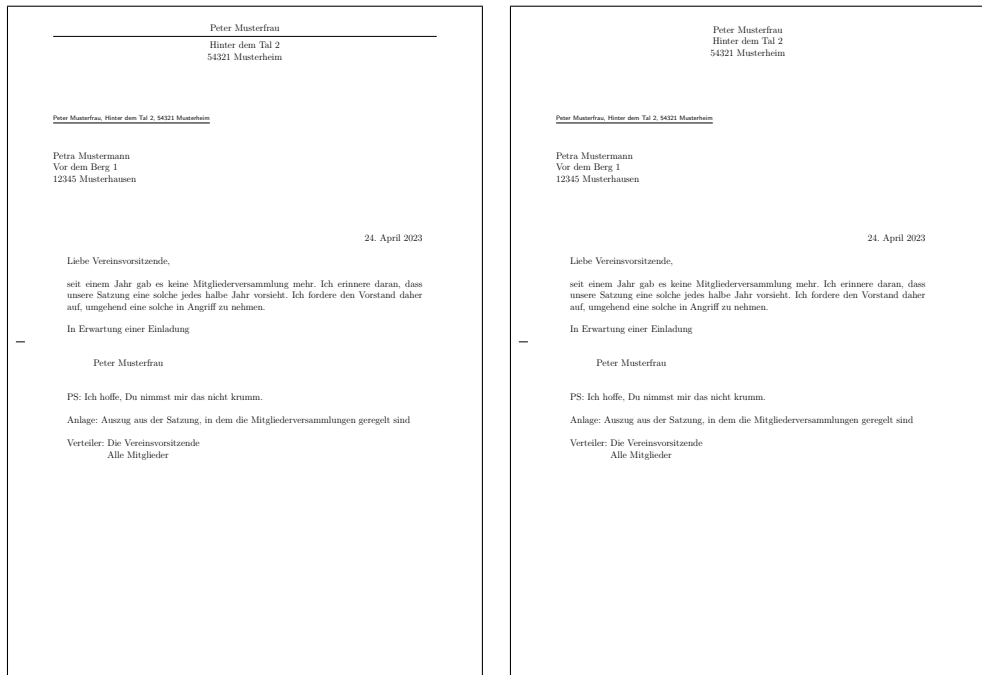 Peter Musterfrau
Hinter dem Tal 2
54321 Musterheim
Peter Musterfrau, Hinter dem Tal 2, 54321 Musterheim
Petra Mustermann
Vor dem Berg 1
12345 Musterhausen
24. April 2023
Liebe Vereinsvorsitzende,
seit einem Jahr gab es keine Mitgliederversammlung mehr. Ich erinnere daran, dass
unsere Satzung eine solche jedes halbe Jahr vorsieht. Ich fordere den Vorstand daher
auf, umgehend eine solche in Angriff zu nehmen.
In Erwartung einer Einladung
Peter Musterfrau
PS: Ich hoffe, Du nimmst mir das nicht krumm.
Anlage: Auszug aus der Satzung, in dem die Mitgliederversammlungen geregelt sind
Verteiler: Die Vereinsvorsitzende
Alle Mitglieder
Peter Musterfrau
Hinter dem Tal 2
54321 Musterheim
Peter Musterfrau, Hinter dem Tal 2, 54321 Musterheim
Petra Mustermann
Vor dem Berg 1
12345 Musterhausen
24. April 2023
Liebe Vereinsvorsitzende,
seit einem Jahr gab es keine Mitgliederversammlung mehr. Ich erinnere daran, dass
unsere Satzung eine solche jedes halbe Jahr vorsieht. Ich fordere den Vorstand daher
auf, umgehend eine solche in Angriff zu nehmen.
In Erwartung einer Einladung
Peter Musterfrau
PS: Ich hoffe, Du nimmst mir das nicht krumm.
Anlage: Auszug aus der Satzung, in dem die Mitgliederversammlungen geregelt sind
Verteiler: Die Vereinsvorsitzende
Alle Mitglieder